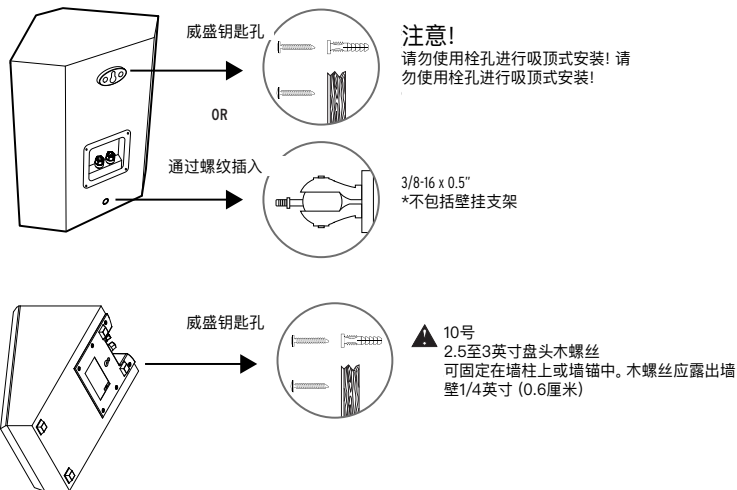 威盛钥匙孔
注意!
请勿使用栓孔进行吸顶式安装! 请
勿使用栓孔进行吸顶式安装!
OR
通过螺纹插入
3/8-16 x 0.5"
*不包括壁挂支架
威盛钥匙孔
10号
2.5至3英寸盘头木螺丝
可固定在墙柱上或墙锚中。木螺丝应露出墙
壁1/4英寸 (0.6厘米)